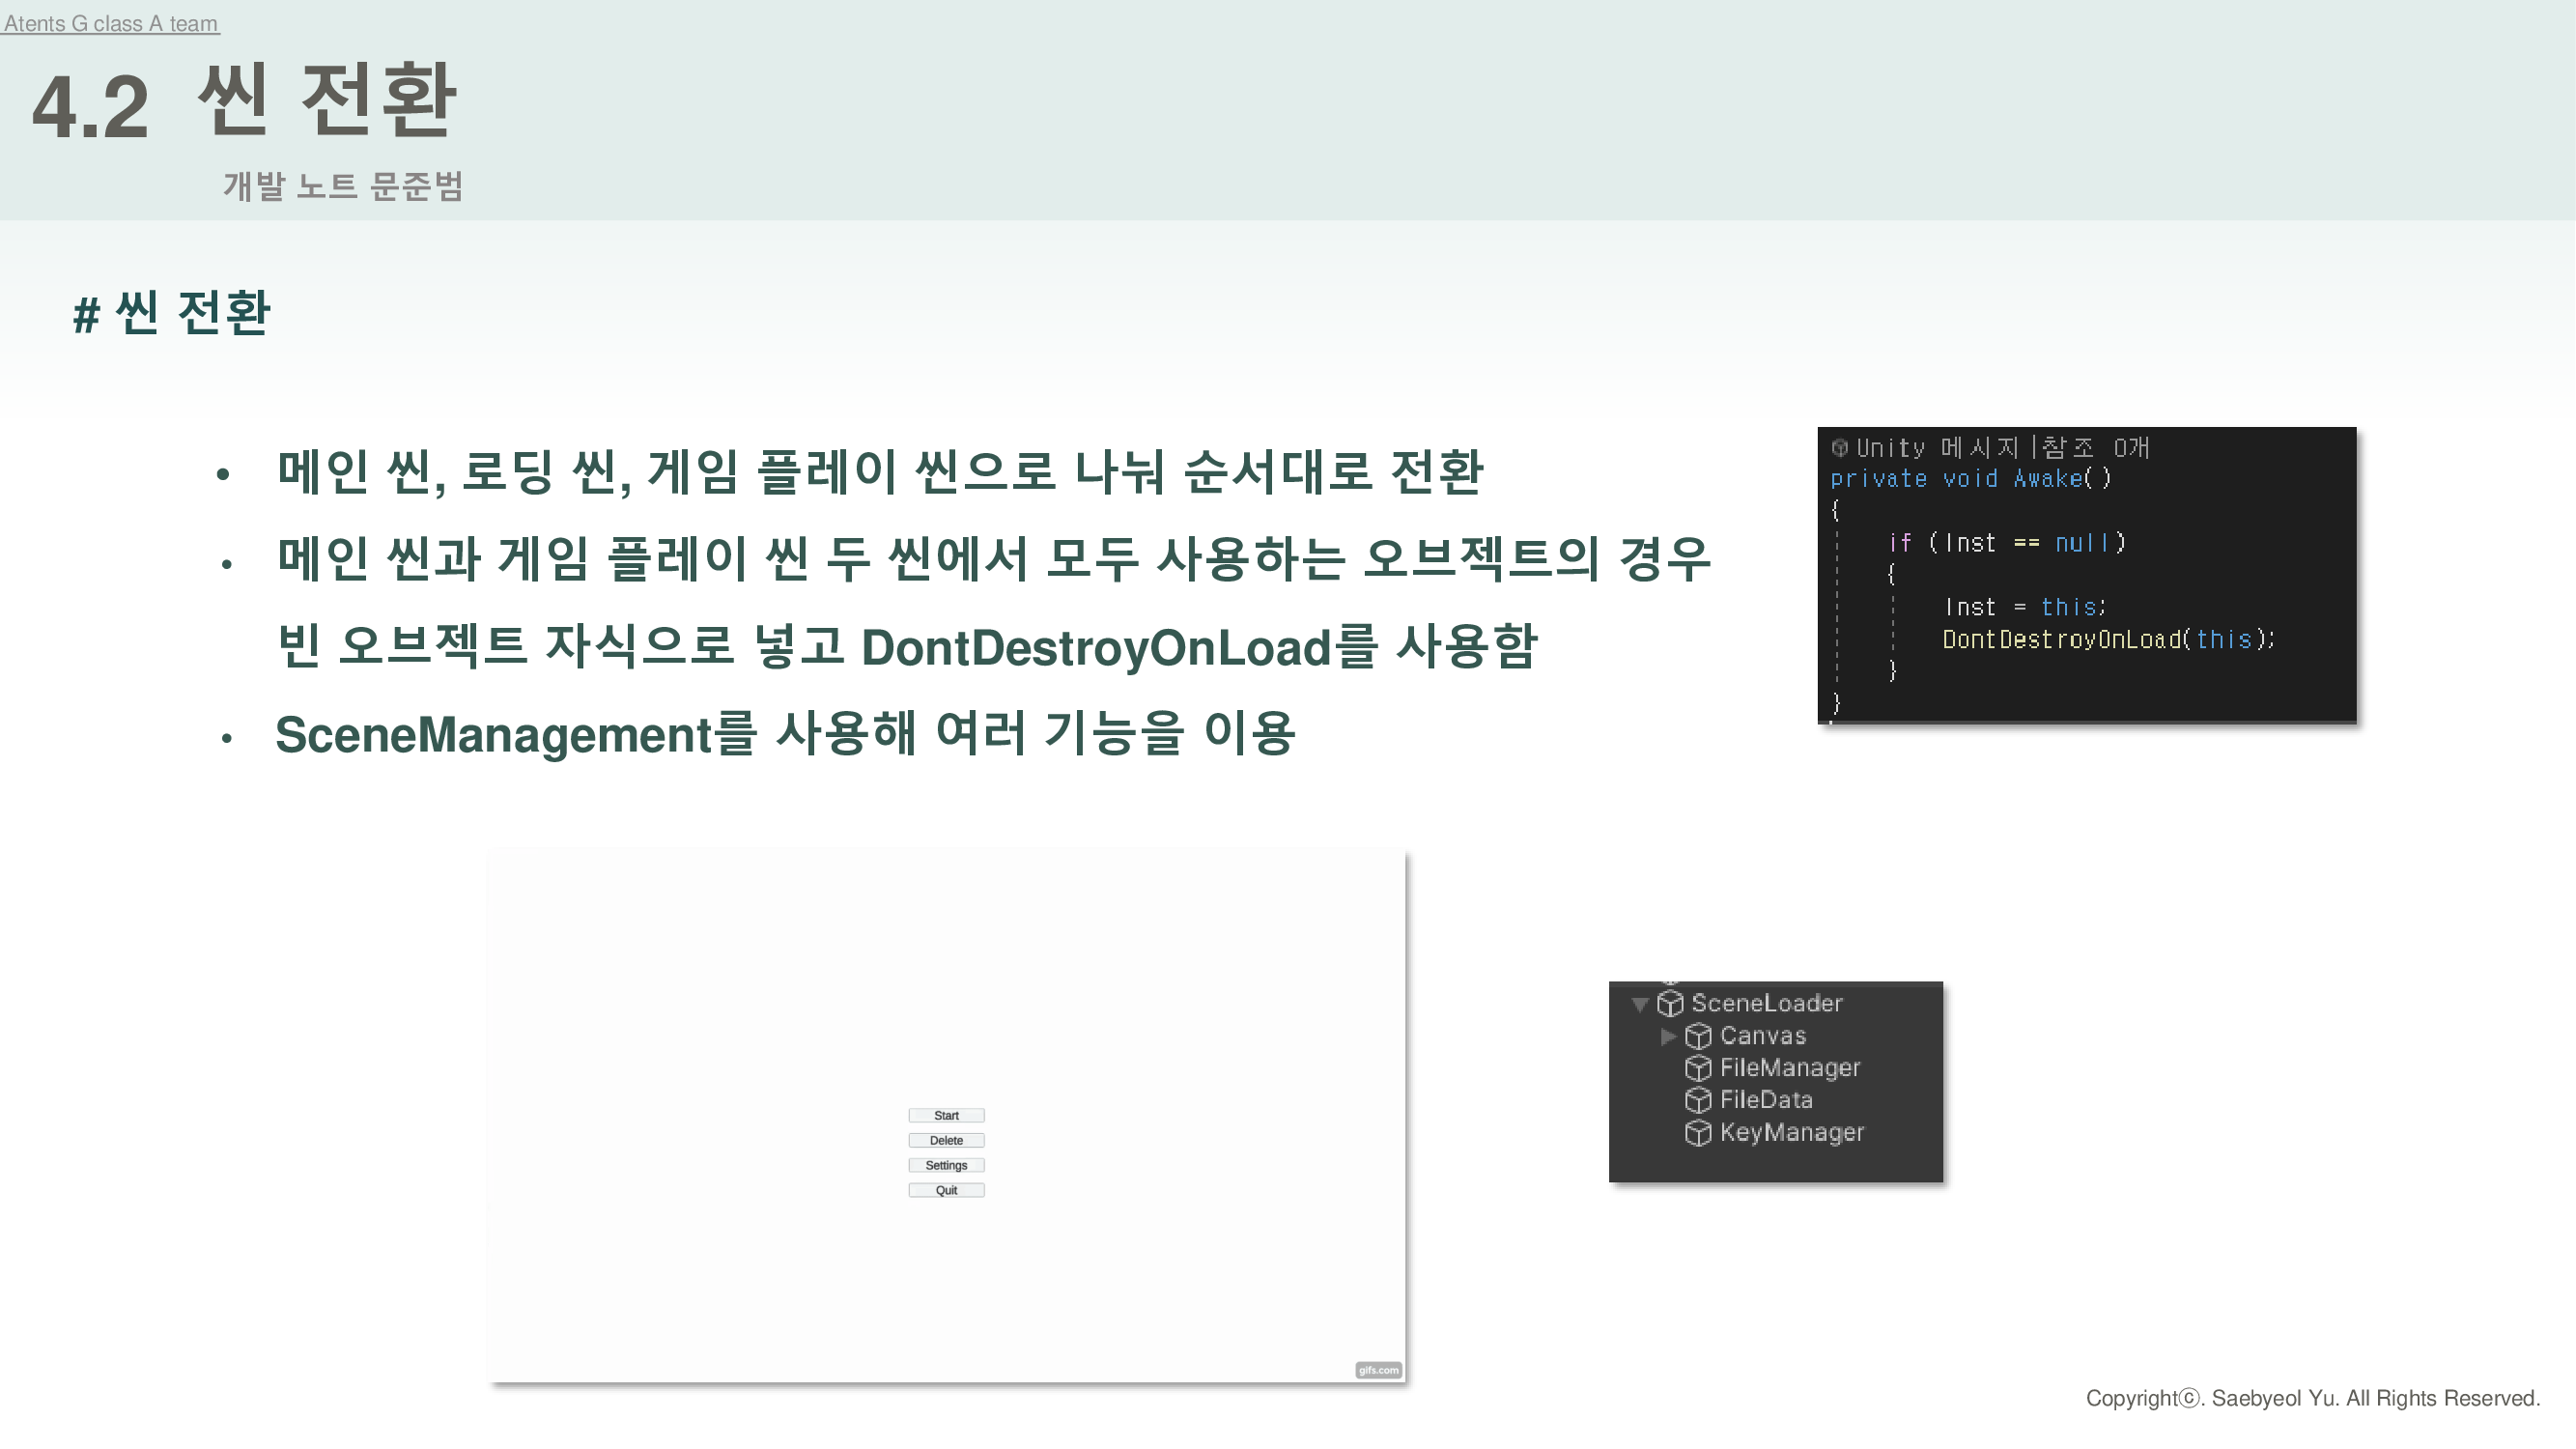 Atents G class A team
4.2 씬 전환
개발 노트 문준범
# 씬 전환
• 메인 씬, 로딩 씬, 게임 플레이 씬으로 나눠 순서대로 전환
• 메인 씬과 게임 플레이 씬 두 씬에서 모두 사용하는 오브젝트의 경우
빈 오브젝트 자식으로 넣고 DontDestroyOnLoad를 사용함
• SceneManagement를 사용해 여러 기능을 이용
Unity 메시지|참조 0개
private void Awake()
{
if (Inst == null)
{
Inst = this;
DontDestroyOnLoad(this);
}
}
Start
Delete
Settings
Quit
gifs.com
SceneLoader
Canvas
FileManager
FileData
KeyManager
Copyrightⓒ. Saebyeol Yu. All Rights Reserved.